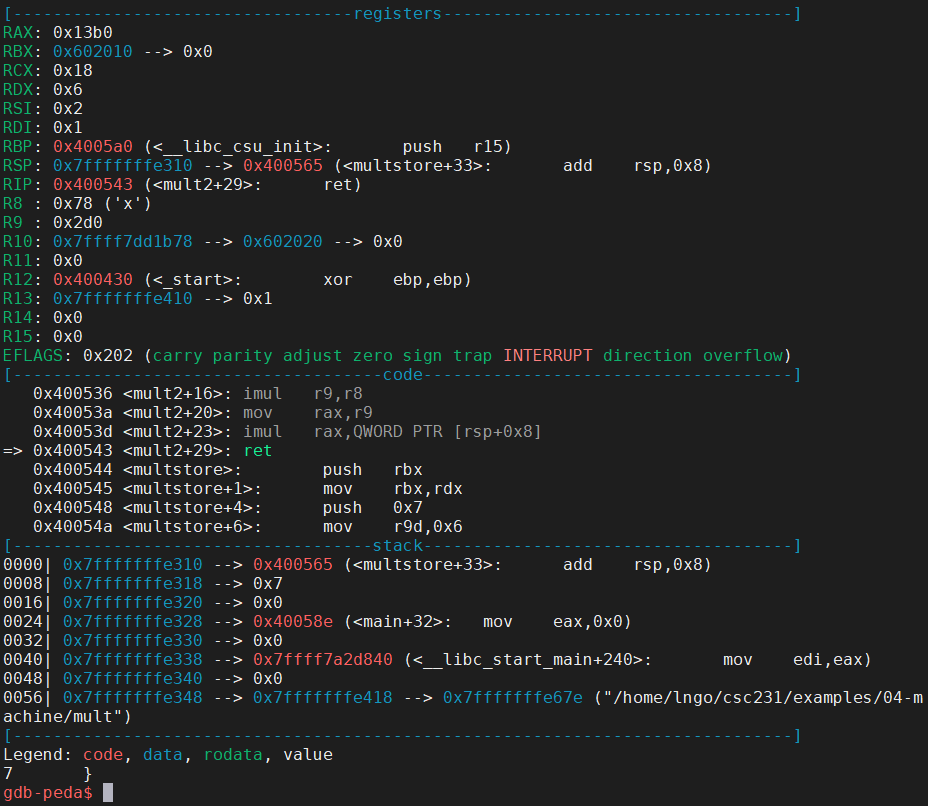 [----------------------------------registers-----------------------------------]
RAX: 0x13b0
RBX: 0x602010 --> 0x0
RCX: 0x18
RDX: 0x6
RSI: 0x2
RDI: 0x1
RBP: 0x4005a0 (<__libc_csu_init>:       push   r15)
RSP: 0x7fffffffe310 --> 0x400565 (<multstore+33>:       add    rsp,0x8)
RIP: 0x400543 (<mult2+29>:      ret)
R8 : 0x78 ('x')
R9 : 0x2d0
R10: 0x7ffff7dd1b78 --> 0x602020 --> 0x0
R11: 0x0
R12: 0x400430 (<_start>:        xor    ebp,ebp)
R13: 0x7fffffffe410 --> 0x1
R14: 0x0
R15: 0x0
EFLAGS: 0x202 (carry parity adjust zero sign trap INTERRUPT direction overflow)
[-------------------------------------code-------------------------------------]
   0x400536 <mult2+16>: imul   r9,r8
   0x40053a <mult2+20>: mov    rax,r9
   0x40053d <mult2+23>: imul   rax,QWORD PTR [rsp+0x8]
=> 0x400543 <mult2+29>: ret
   0x400544 <multstore>:        push   rbx
   0x400545 <multstore+1>:      mov    rbx,rdx
   0x400548 <multstore+4>:      push   0x7
   0x40054a <multstore+6>:      mov    r9d,0x6
[------------------------------------stack-------------------------------------]
0000| 0x7fffffffe310 --> 0x400565 (<multstore+33>:      add    rsp,0x8)
0008| 0x7fffffffe318 --> 0x7
0016| 0x7fffffffe320 --> 0x0
0024| 0x7fffffffe328 --> 0x40058e (<main+32>:   mov    eax,0x0)
0032| 0x7fffffffe330 --> 0x0
0040| 0x7fffffffe338 --> 0x7ffff7a2d840 (<__libc_start_main+240>:       mov    edi,eax)
0048| 0x7fffffffe340 --> 0x0
0056| 0x7fffffffe348 --> 0x7fffffffe418 --> 0x7fffffffe67e ("/home/lngo/csc231/examples/04-m
achine/mult")
[------------------------------------------------------------------------------]
Legend: code, data, rodata, value
7       }
gdb-peda$